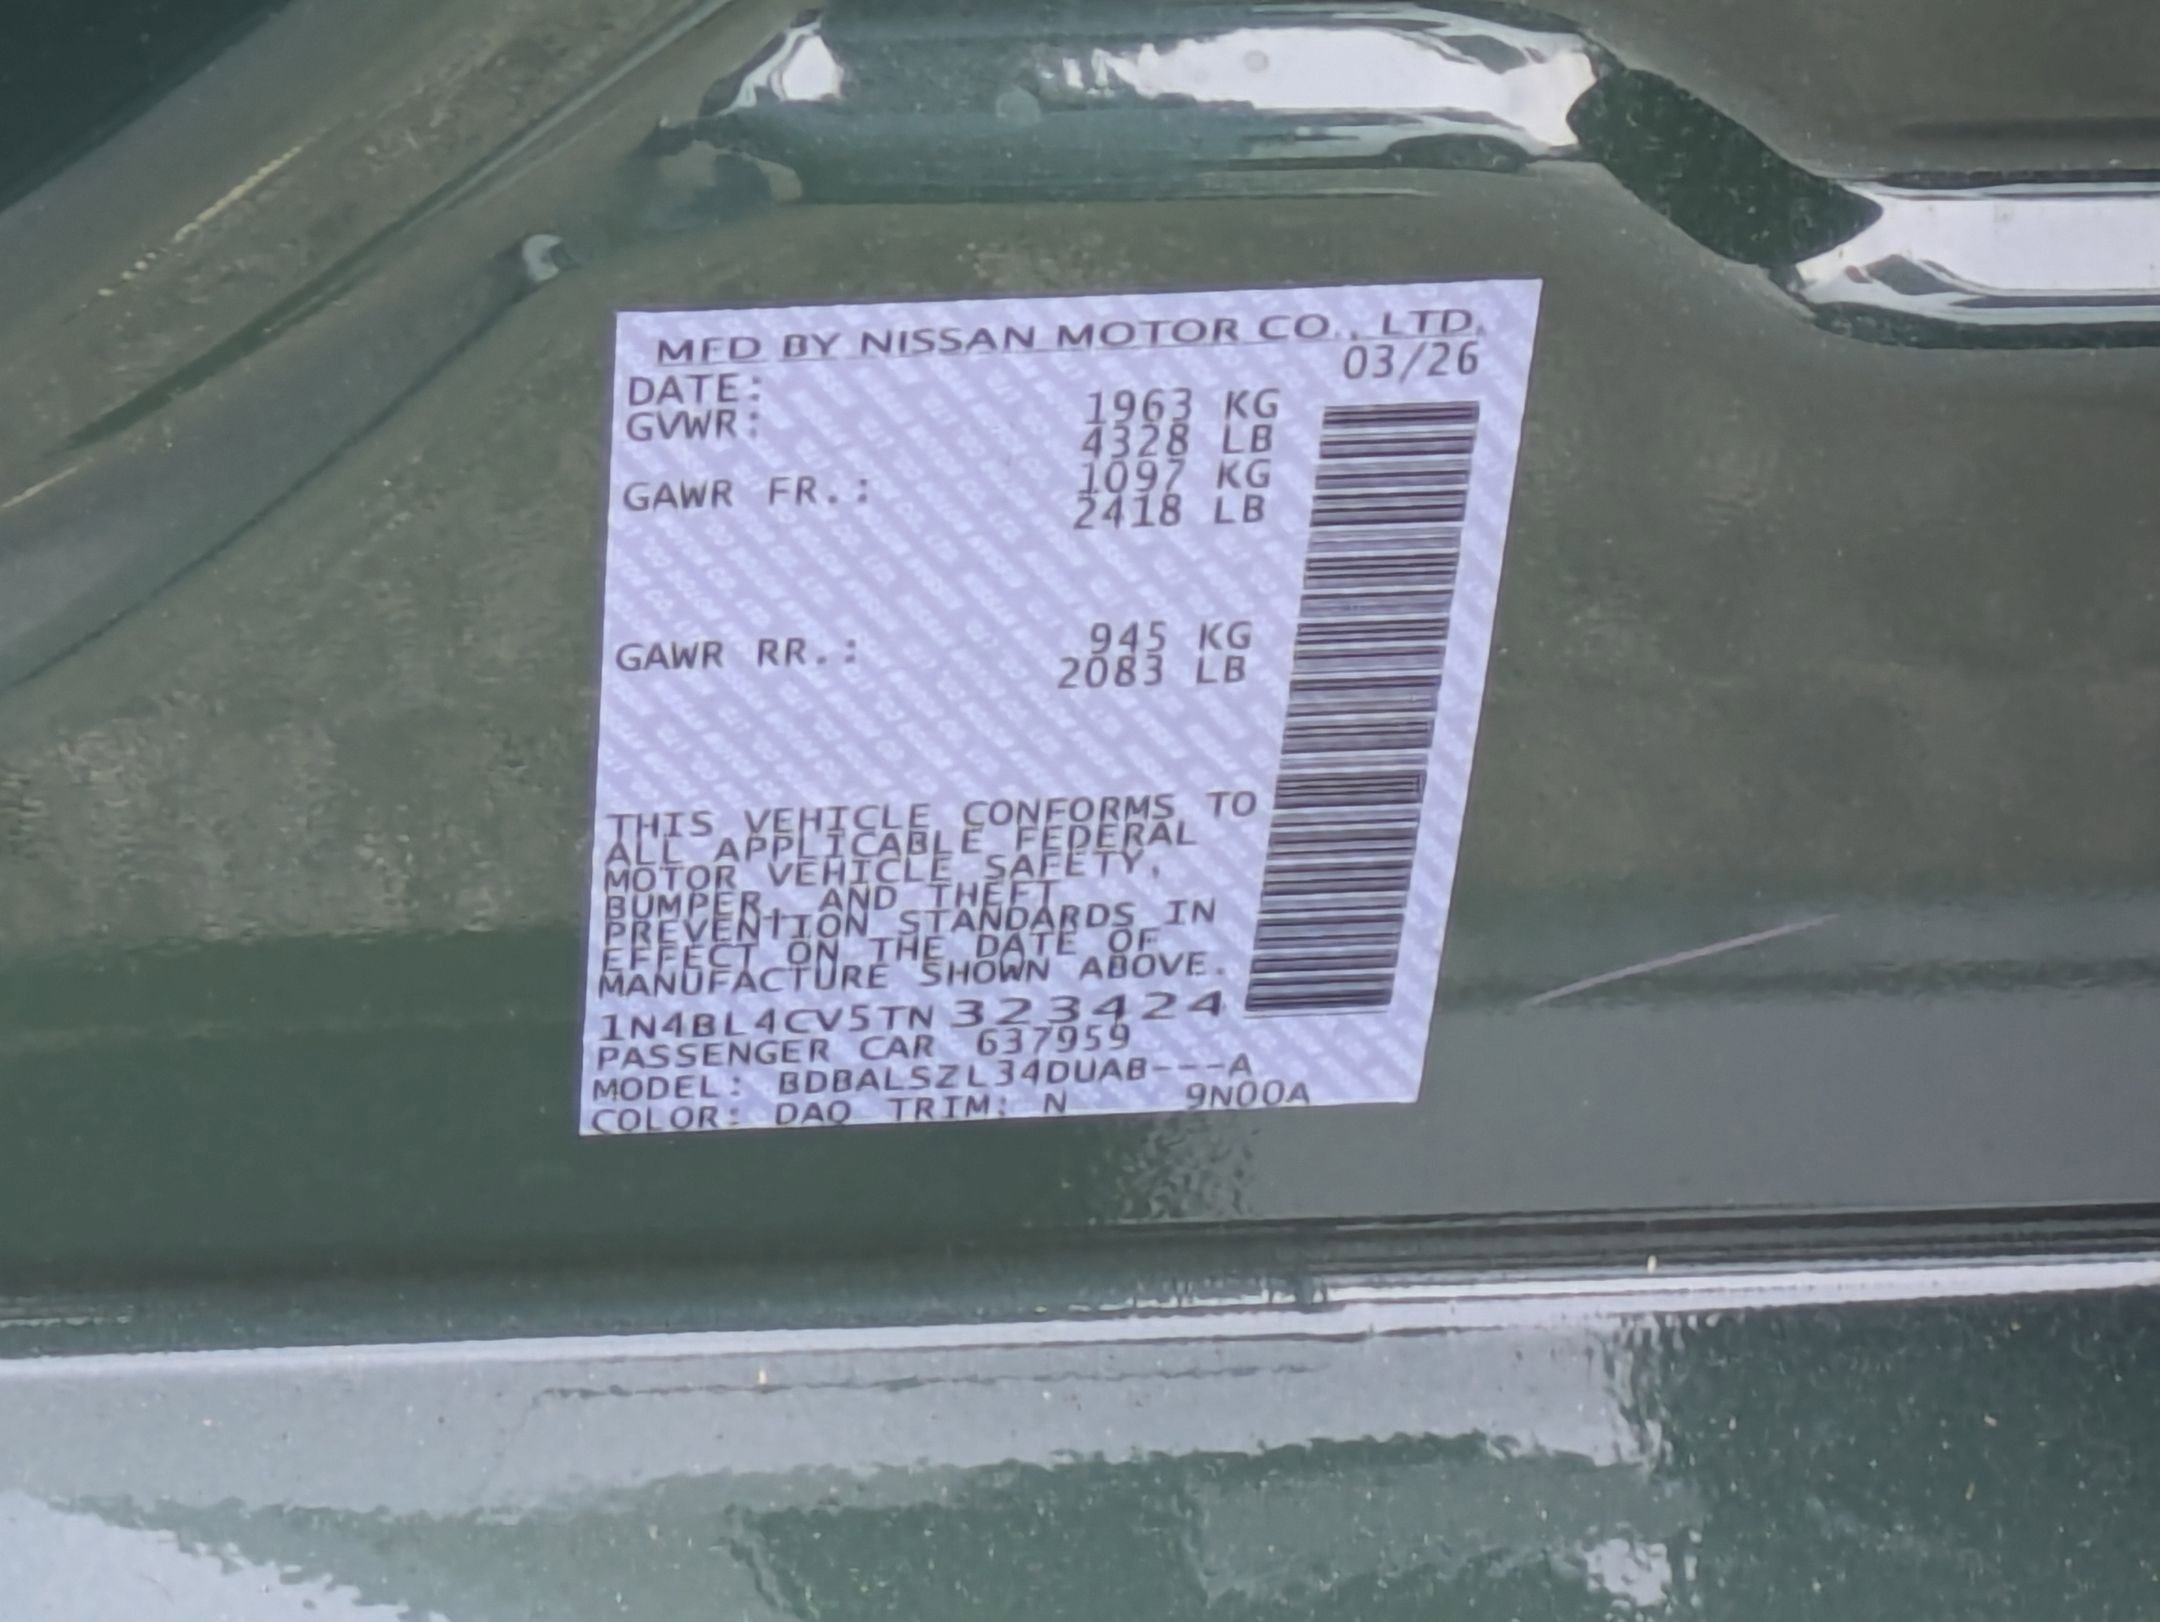 MFD BY NISSAN MOTOR CO., LTD.
DATE: 03/26
GVWR: 1963 KG
4328 LB
GAWR FR.: 1097 KG
2418 LB
GAWR RR.: 945 KG
2083 LB
THIS VEHICLE CONFORMS TO
ALL APPLICABLE FEDERAL
MOTOR VEHICLE SAFETY,
BUMPER, AND THEFT
PREVENTION STANDARDS IN
EFFECT ON THE DATE OF
MANUFACTURE SHOWN ABOVE.
1N4BL4CV5TN323424
PASSENGER CAR 637959
MODEL: BDBALSZL34DUAB---A
COLOR: DAQ TRIM: N 9N00A